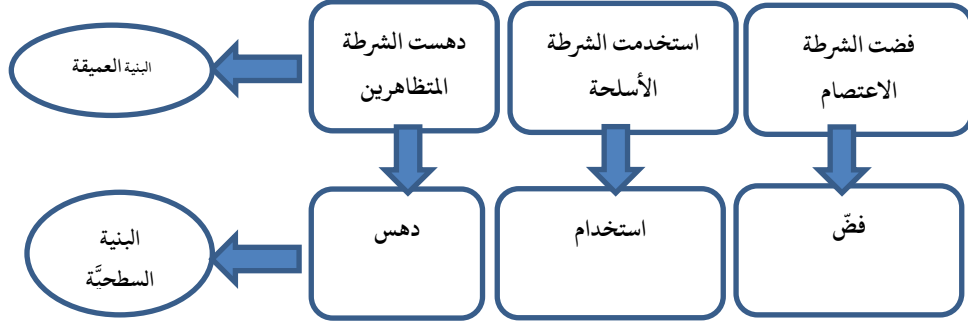 فضت الشرطة
الاعتصام
استخدمت الشرطة
الأسلحة
دهست الشرطة
المتظاهرين
البنية العميقة
فضّ
استخدام
دهس
البنية
السطحيَّة